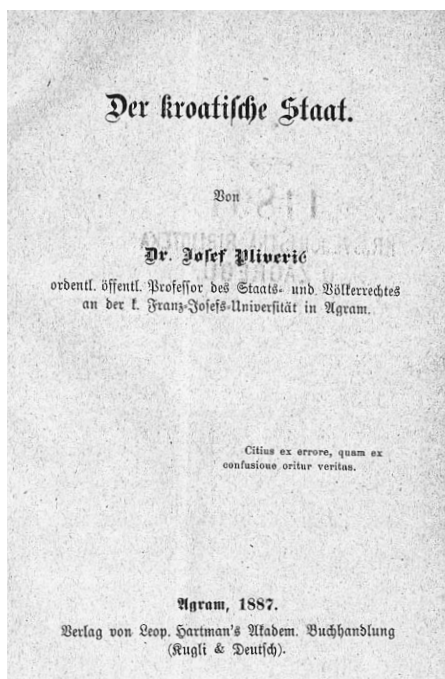 Der kroatische Staat.
Von
Dr. Josef Pliverić
ordentl. öffentl. Professor des Staats- und Völkerrechtes
an der k. Franz-Josefs-Universität in Agram.
Citius ex errore, quam ex
confusione oritur veritas.
Agram, 1887.
Verlag von Leop. Hartman's Akadem. Buchhandlung
(Kugli & Deutsch).